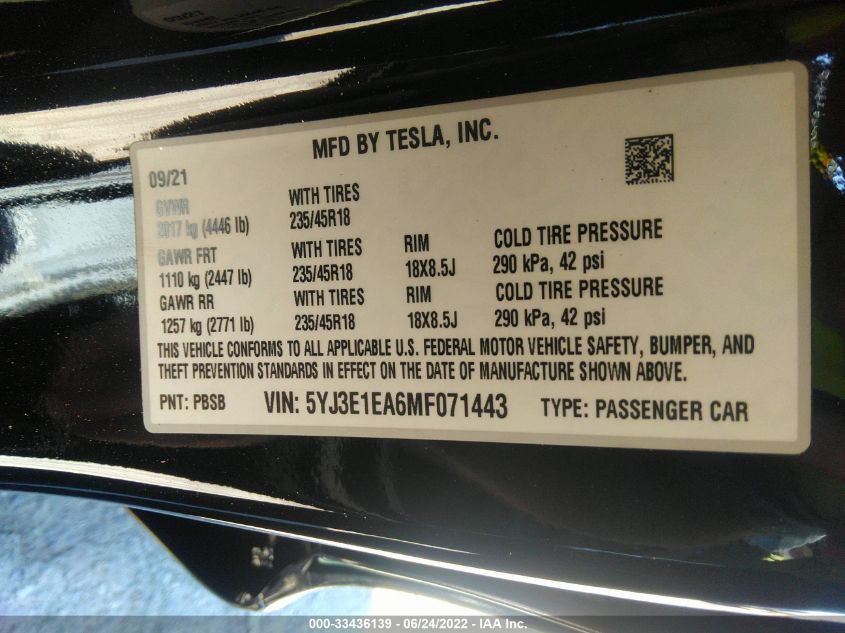 MFD BY TESLA, INC.
09/21
GVWR
2017 kg (4446 lb)
WITH TIRES
235/45R18
GAWR FRT
1110 kg (2447 lb)
WITH TIRES
235/45R18
RIM
18X8.5J
COLD TIRE PRESSURE
290 kPa, 42 psi
GAWR RR
1257 kg (2771 lb)
WITH TIRES
235/45R18
RIM
18X8.5J
COLD TIRE PRESSURE
290 kPa, 42 psi
THIS VEHICLE CONFORMS TO ALL APPLICABLE U.S. FEDERAL MOTOR VEHICLE SAFETY, BUMPER, AND
THEFT PREVENTION STANDARDS IN EFFECT ON THE DATE OF MANUFACTURE SHOWN ABOVE.
PNT: PBSB VIN: 5YJ3E1EA6MF071443 TYPE: PASSENGER CAR
000-33436139 - 06/24/2022 - IAA Inc.